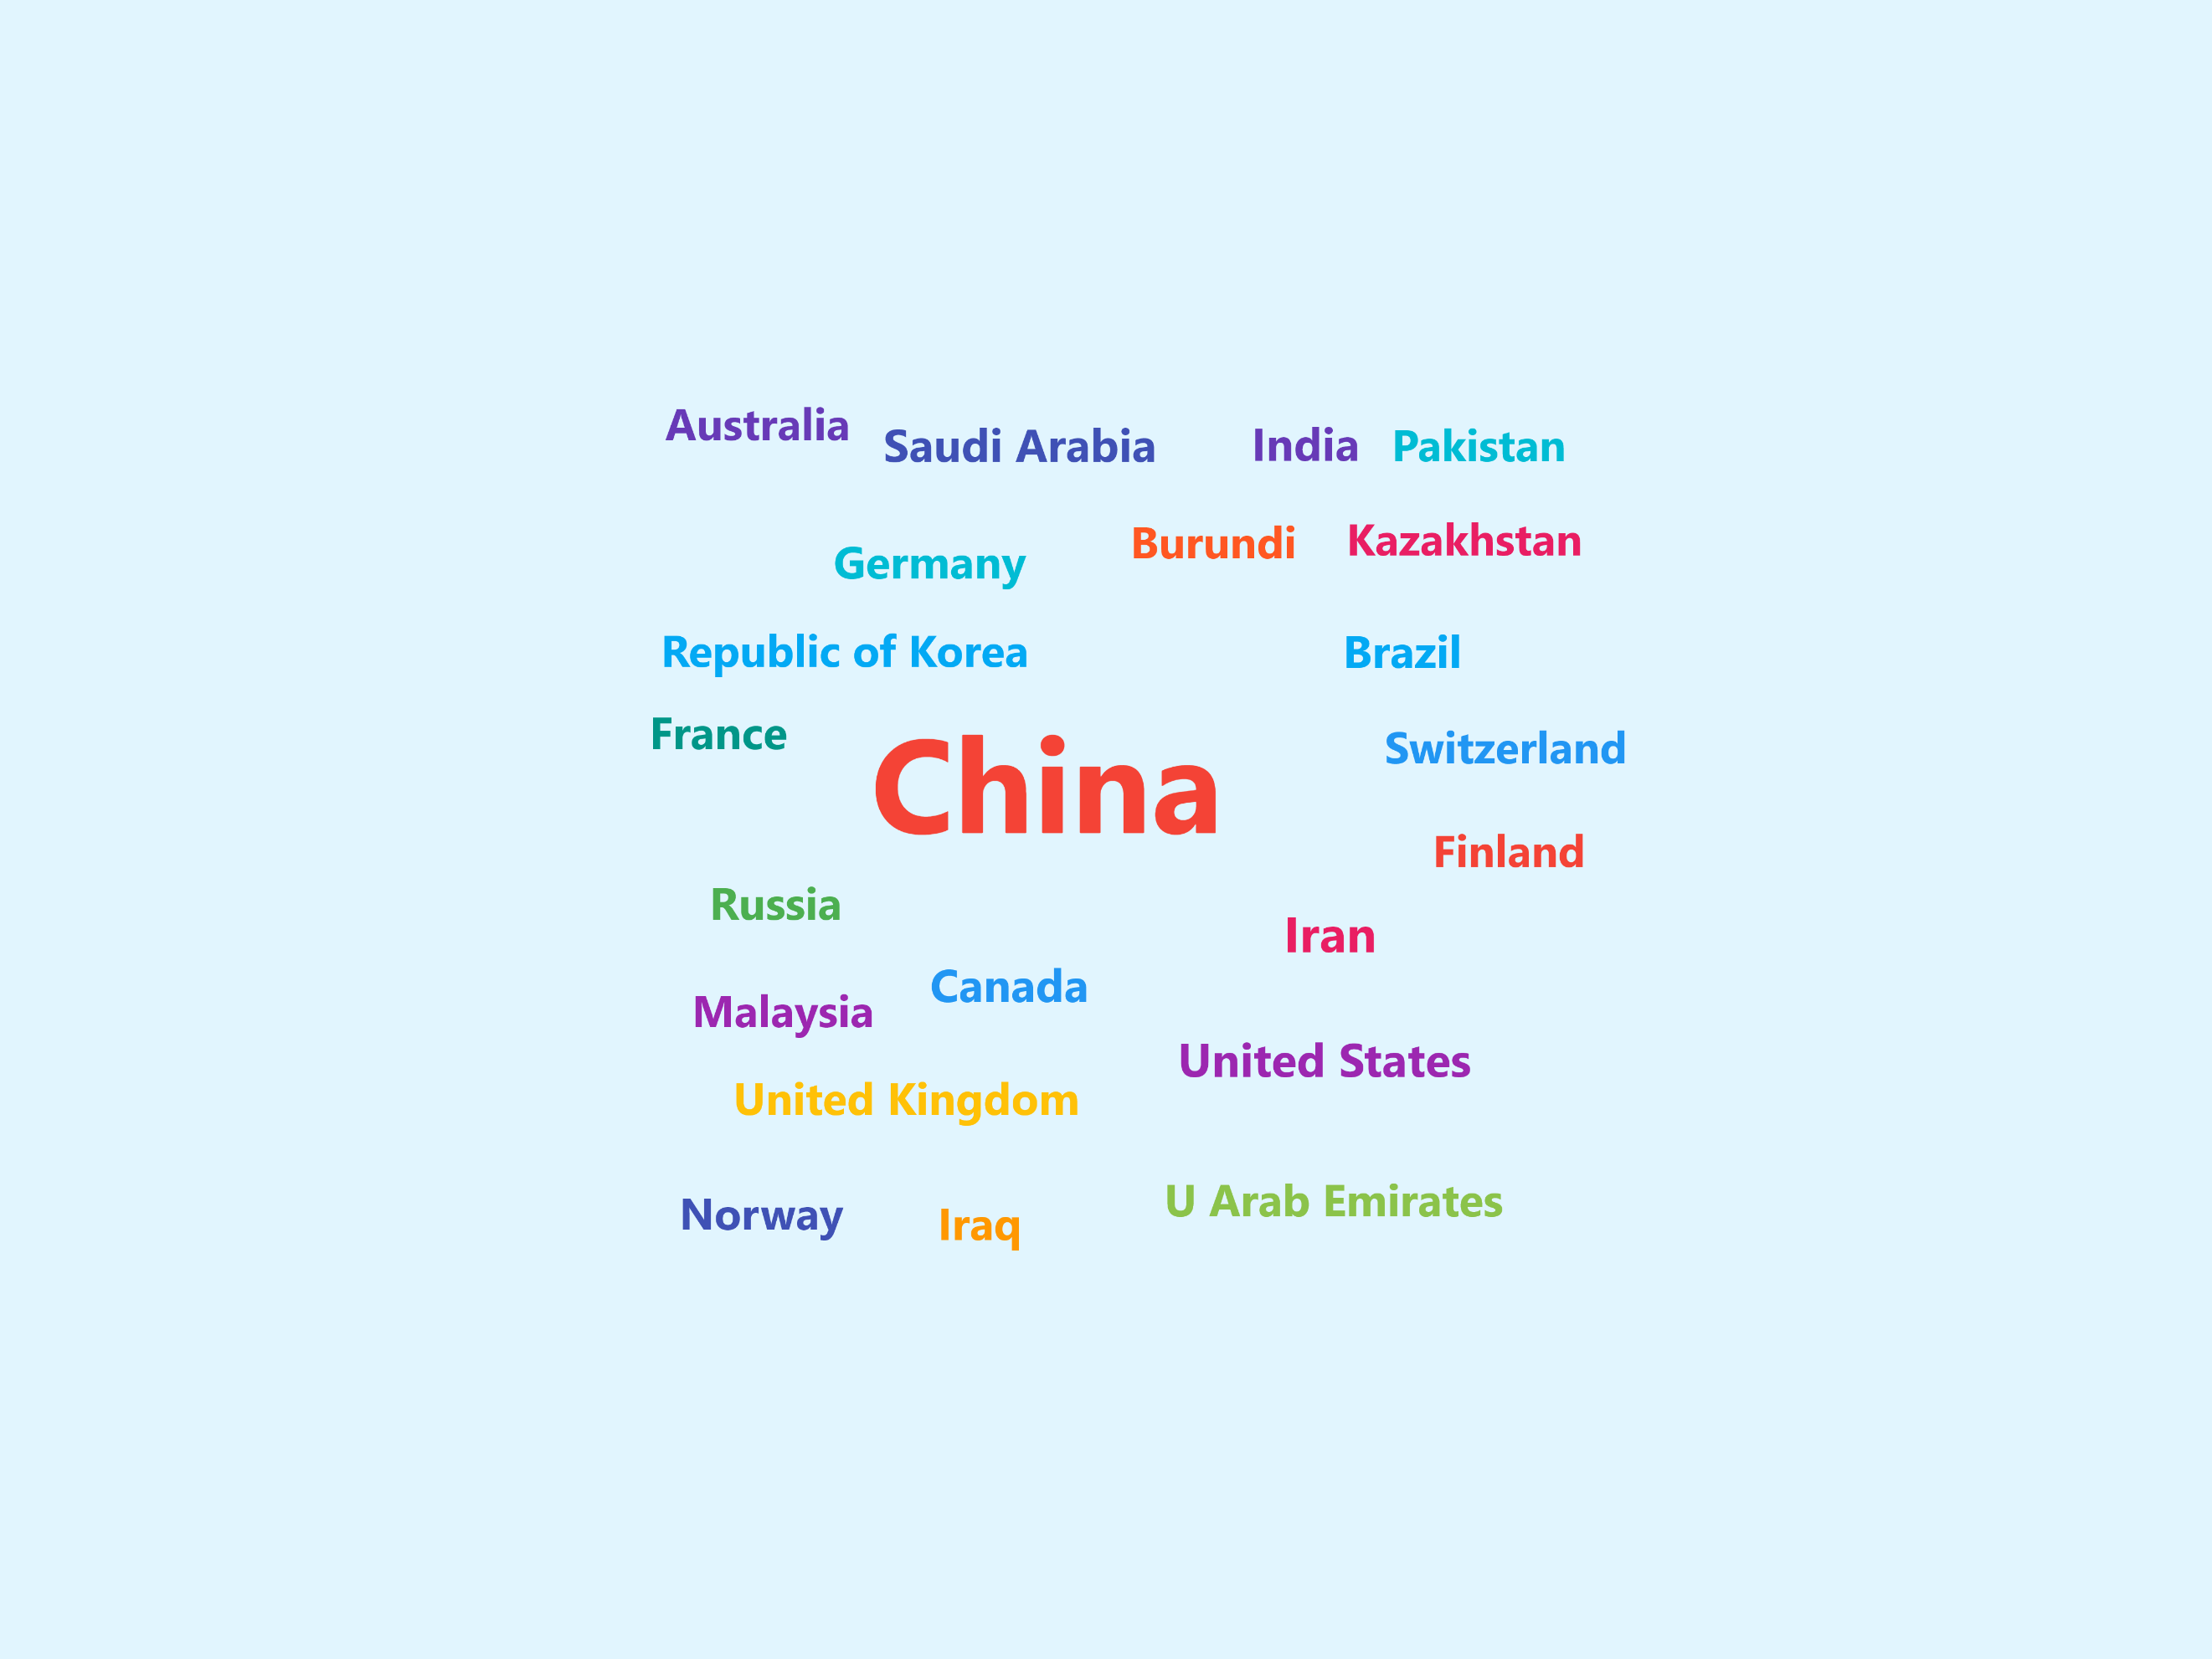 Australia
Saudi Arabia
India
Pakistan
Burundi
Kazakhstan
Germany
Republic of Korea
Brazil
France
China
Switzerland
Finland
Russia
Iran
Canada
Malaysia
United States
United Kingdom
U Arab Emirates
Norway
Iraq